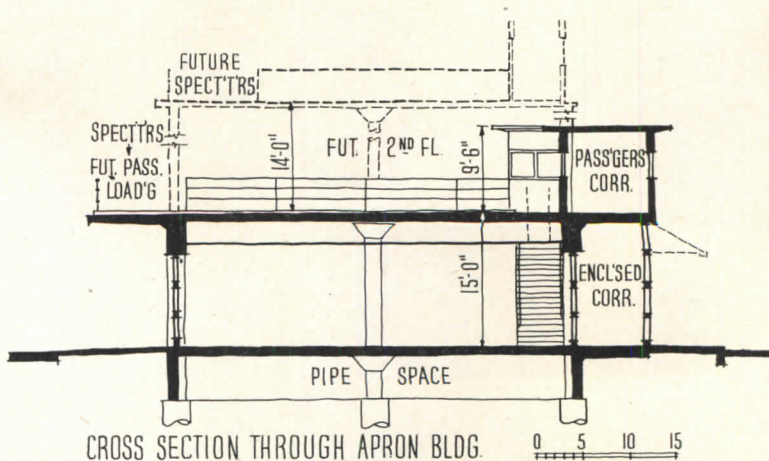 FUTURE
SPECT'T'RS
SPECT'TRS
FUT. PASS.
LOAD'G
14'-0"
FUT. 2ND FL.
9'-6"
PASS'GERS
CORR.
15'-0"
ENCL'SED
CORR.
PIPE SPACE
CROSS SECTION THROUGH APRON BLDG.
0 5 10 15